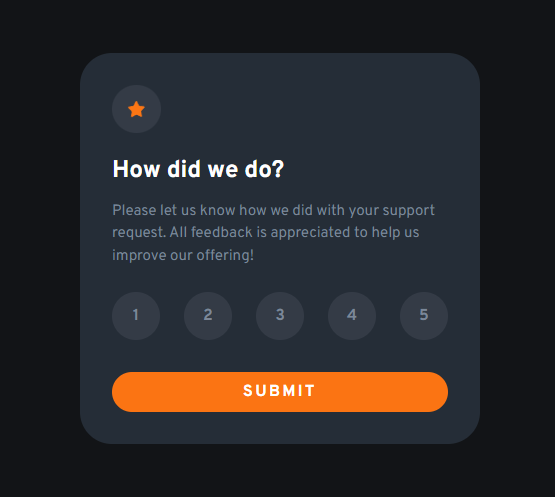 How did we do?
Please let us know how we did with your support
request. All feedback is appreciated to help us
improve our offering!
1 2 3 4 5
SUBMIT